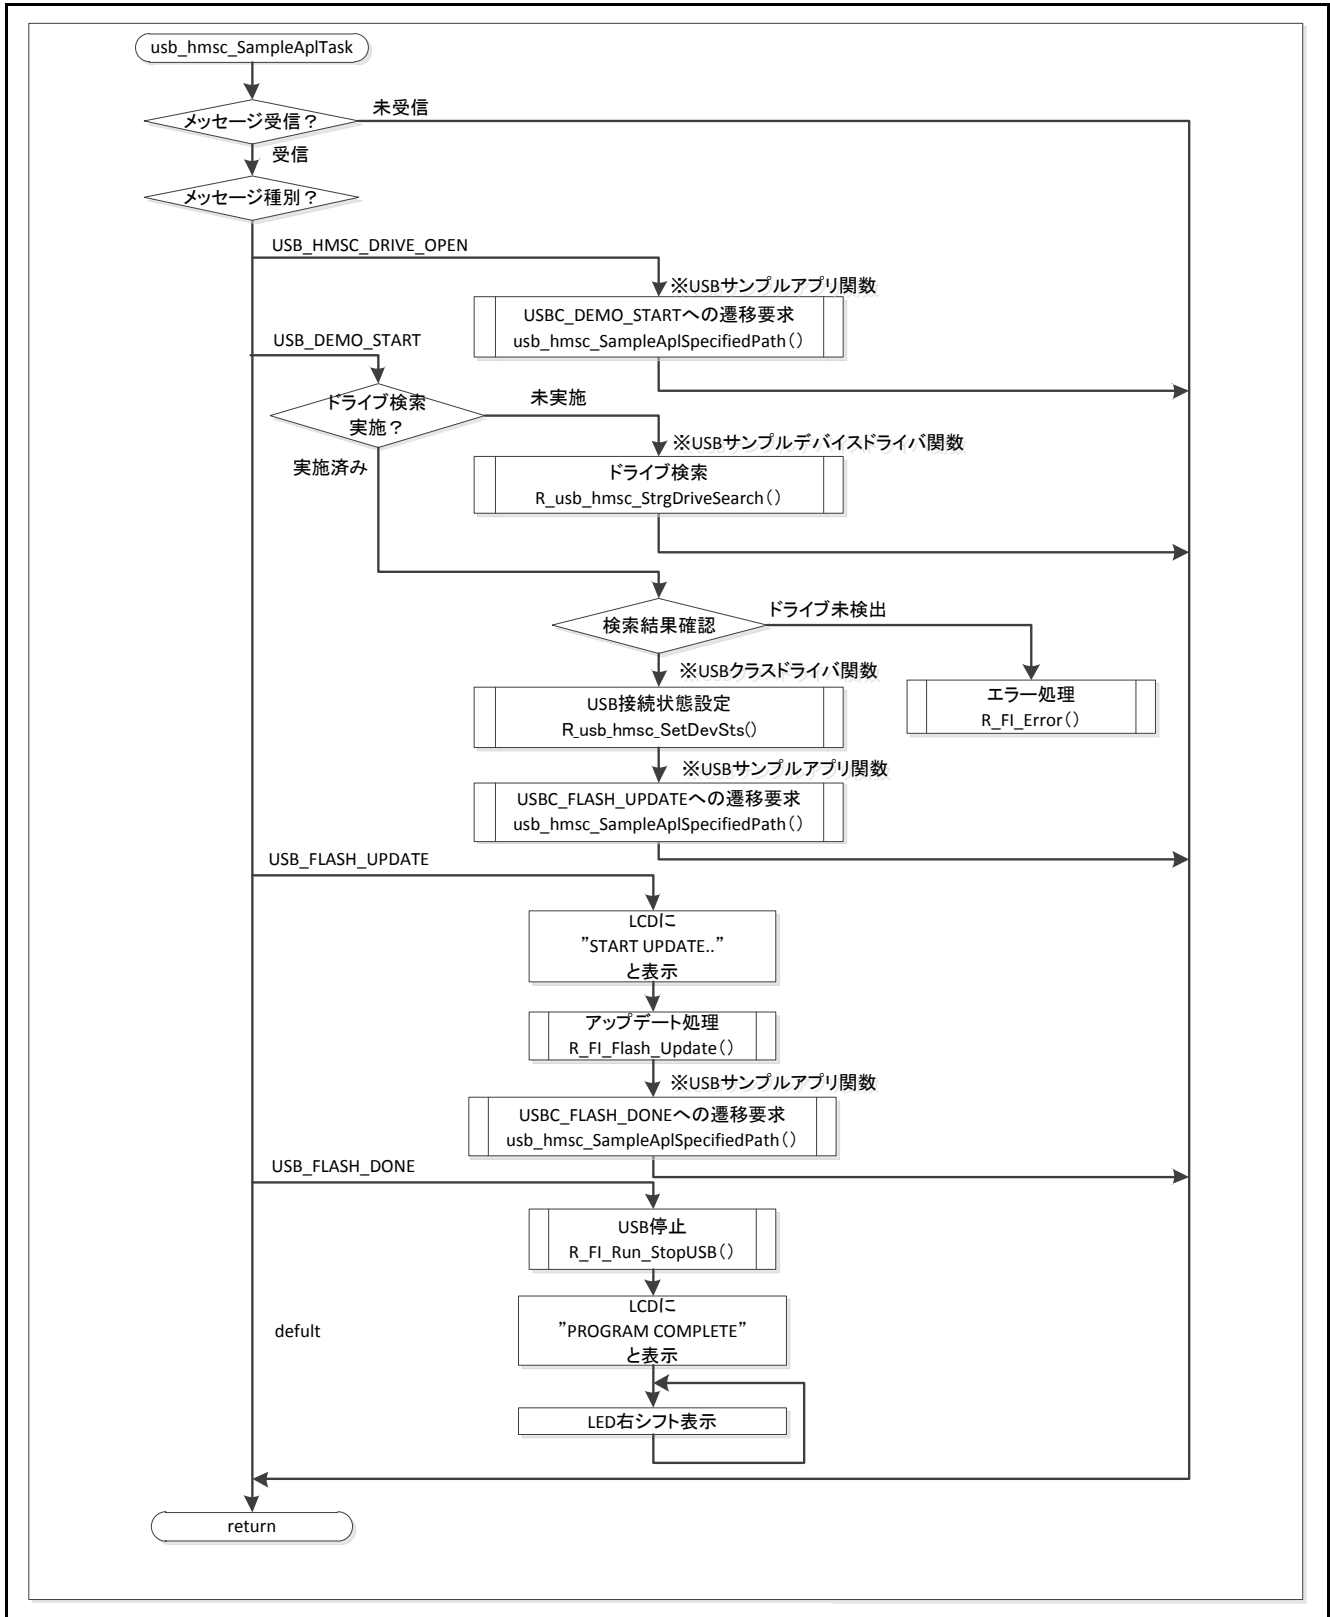 usb_hmsc_SampleAplTask
メッセージ受信？
未受信
受信
メッセージ種別？
USB_HMSC_DRIVE_OPEN
※USBサンプルアプリ関数
USBC_DEMO_STARTへの遷移要求
usb_hmsc_SampleAplSpecifiedPath（）
USB_DEMO_START
ドライブ検索
実施？
未実施
実施済み
※USBサンプルデバイスドライバ関数
ドライブ検索
R_usb_hmsc_StrgDriveSearch（）
検索結果確認
ドライブ未検出
エラー処理
R_FI_Error（）
※USBクラスドライバ関数
USB接続状態設定
R_usb_hmsc_SetDevSts()
※USBサンプルアプリ関数
USBC_FLASH_UPDATEへの遷移要求
usb_hmsc_SampleAplSpecifiedPath（）
USB_FLASH_UPDATE
LCDに
”START UPDATE..”
と表示
アップデート処理
R_FI_Flash_Update（）
※USBサンプルアプリ関数
USBC_FLASH_DONEへの遷移要求
usb_hmsc_SampleAplSpecifiedPath（）
USB_FLASH_DONE
USB停止
R_FI_Run_StopUSB（）
LCDに
”PROGRAM COMPLETE”
と表示
defult
LED右シフト表示
return